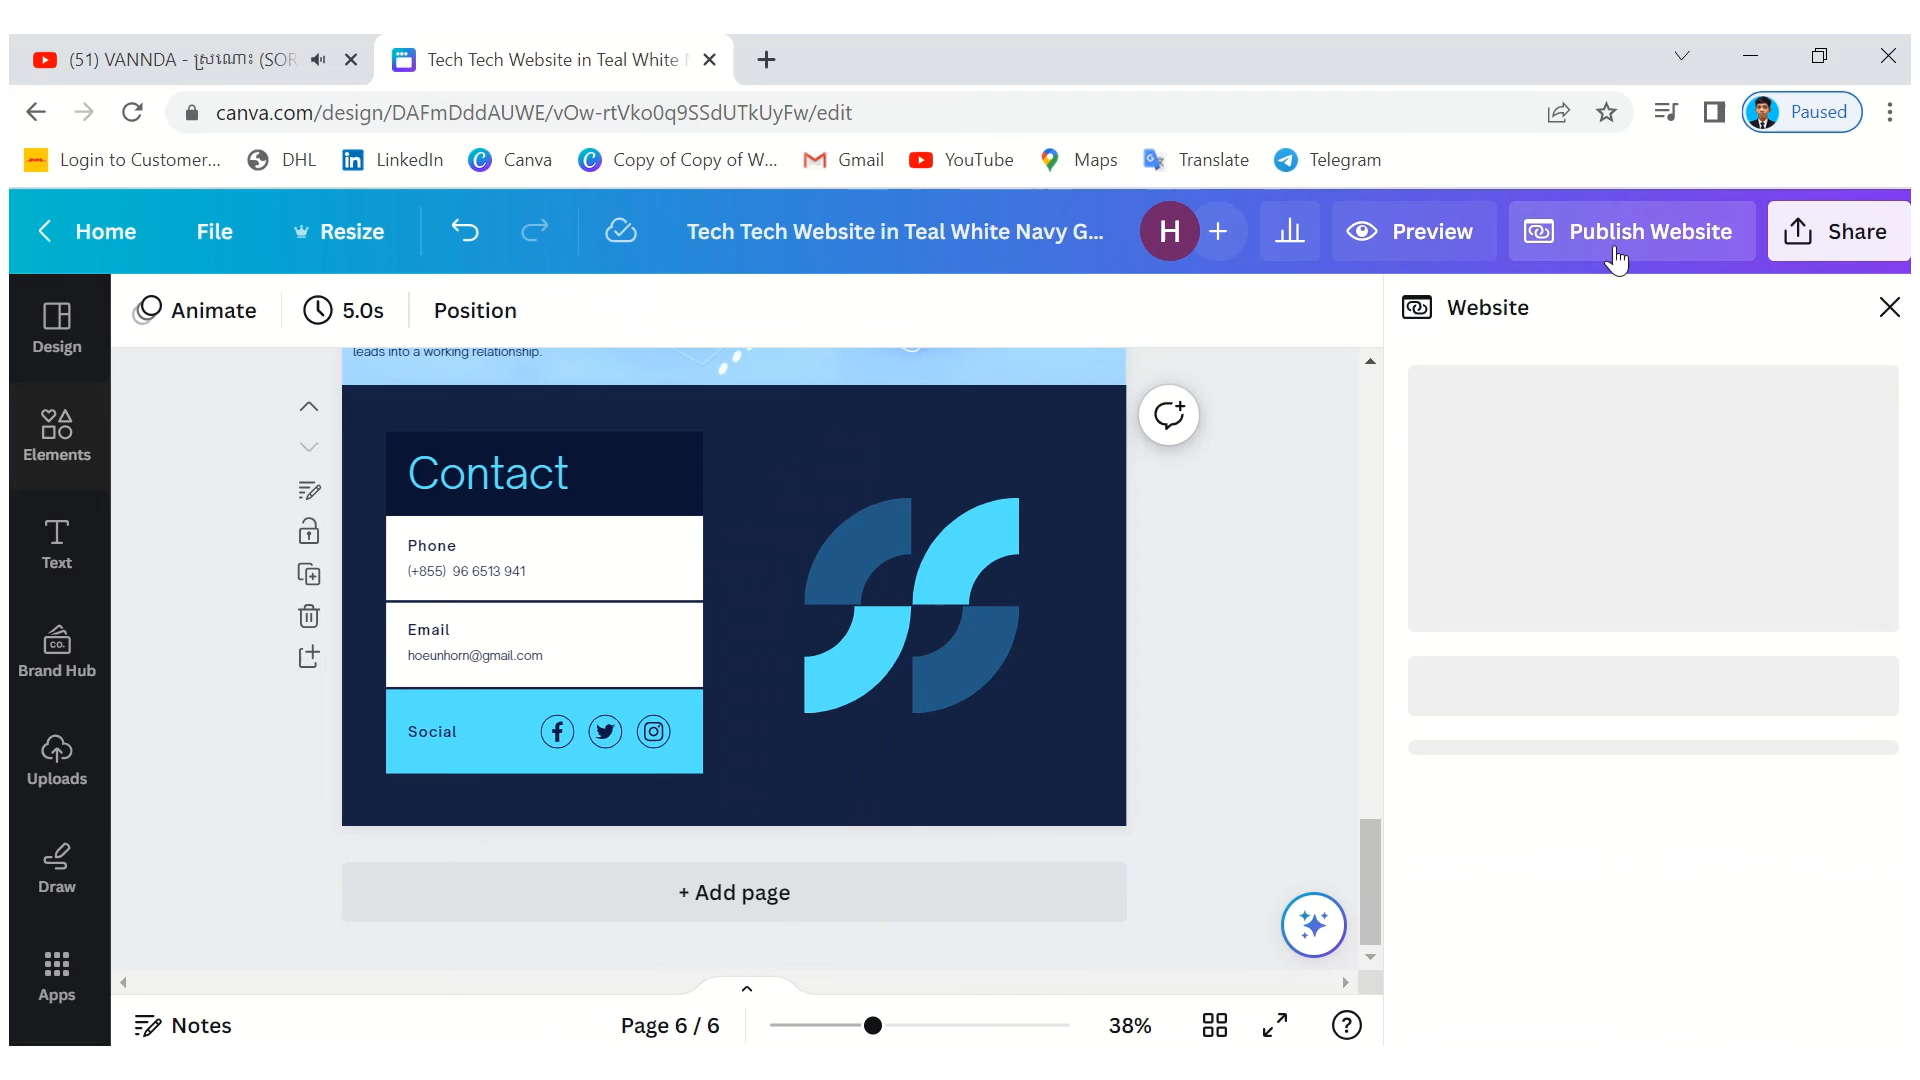 (51) VANNDA - ស្រណោះ (SOR
Tech Tech Website in Teal White
canva.com/design/DAFmDddAUWE/vOw-rtVko0q9SSdUTkUyFw/edit
Paused
Login to Customer...
DHL
LinkedIn
Canva
Copy of Copy of W...
Gmail
YouTube
Maps
Translate
Telegram
Home
File
Resize
Tech Tech Website in Teal White Navy G...
H
Preview
Publish Website
Share
Design
Elements
Text
CO.
Brand Hub
Uploads
Draw
Apps
Animate
5.0s
Position
Website
leads into a working relationship.
Contact
Phone
(+855) 96 6513 941
Email
hoeunhorn@gmail.com
Social
+ Add page
Notes
Page 6 / 6
38%